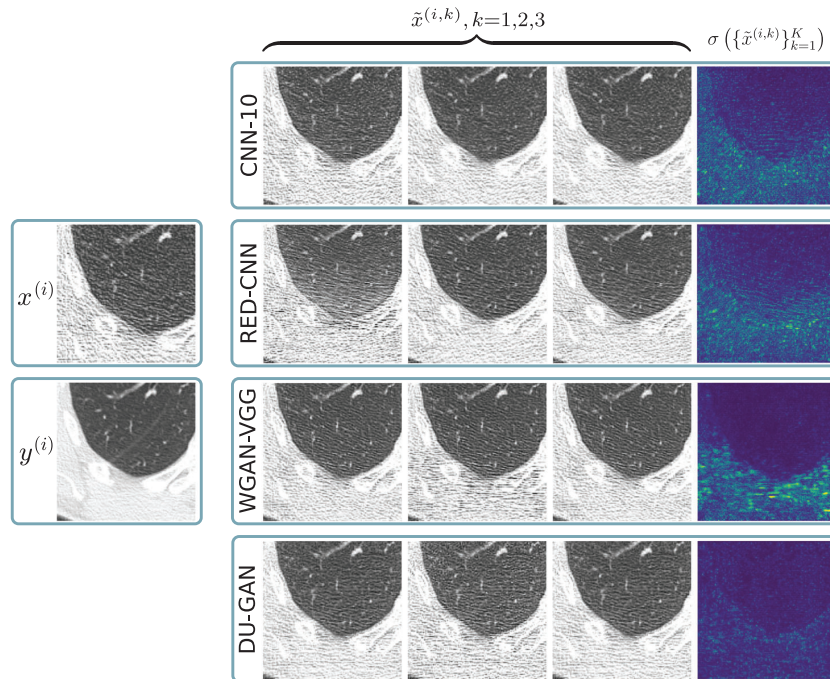 x̃^(i,k), k=1,2,3
σ ({x̃^(i,k)}_{k=1}^K)
CNN-10
RED-CNN
x^(i)
WGAN-VGG
y^(i)
DU-GAN